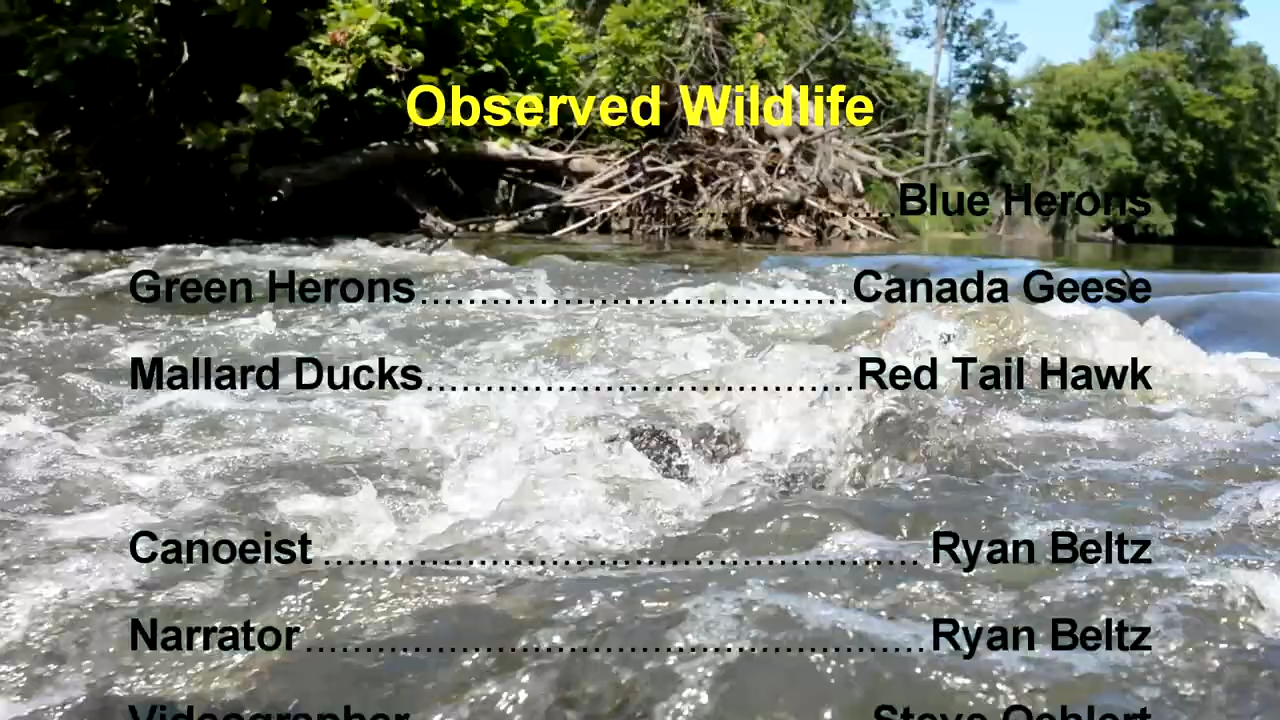 Observed Wildlife
Blue Herons
Green Herons..................................Canada Geese
Mallard Ducks..................................Red Tail Hawk
Canoeist .................................................. Ryan Beltz
Narrator....................................................Ryan Beltz
Videographer